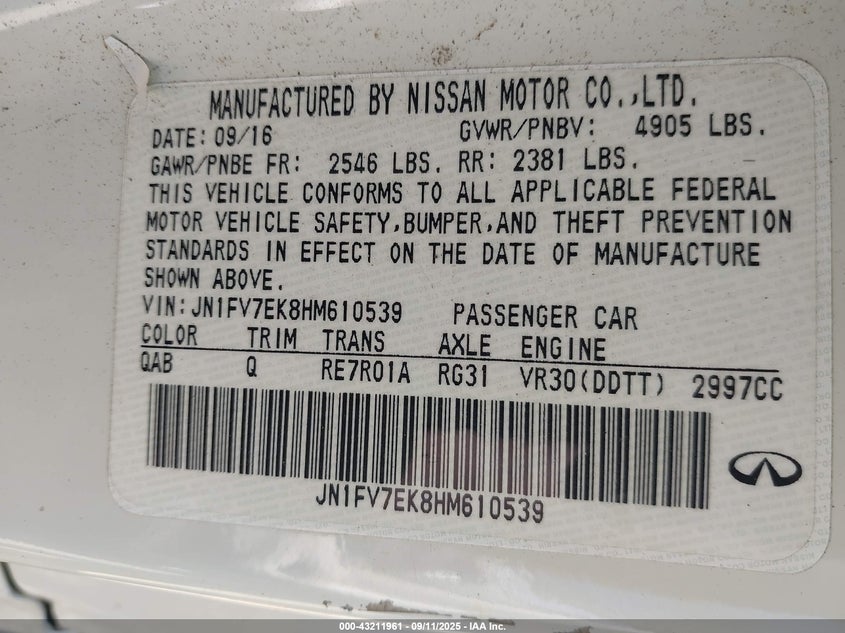 MANUFACTURED BY NISSAN MOTOR CO.,LTD.
DATE: 09/16 GVWR/PNBV: 4905 LBS.
GAWR/PNBE FR: 2546 LBS. RR: 2381 LBS.
THIS VEHICLE CONFORMS TO ALL APPLICABLE FEDERAL
MOTOR VEHICLE SAFETY,BUMPER,AND THEFT PREVENTION
STANDARDS IN EFFECT ON THE DATE OF MANUFACTURE
SHOWN ABOVE.
VIN:JN1FV7EK8HM610539 PASSENGER CAR
COLOR TRIM TRANS AXLE ENGINE
QAB Q RE7R01A RG31 VR30(DDTT) 2997CC
JN1FV7EK8HM610539
000-43211961 - 09/11/2025 - IAA Inc.